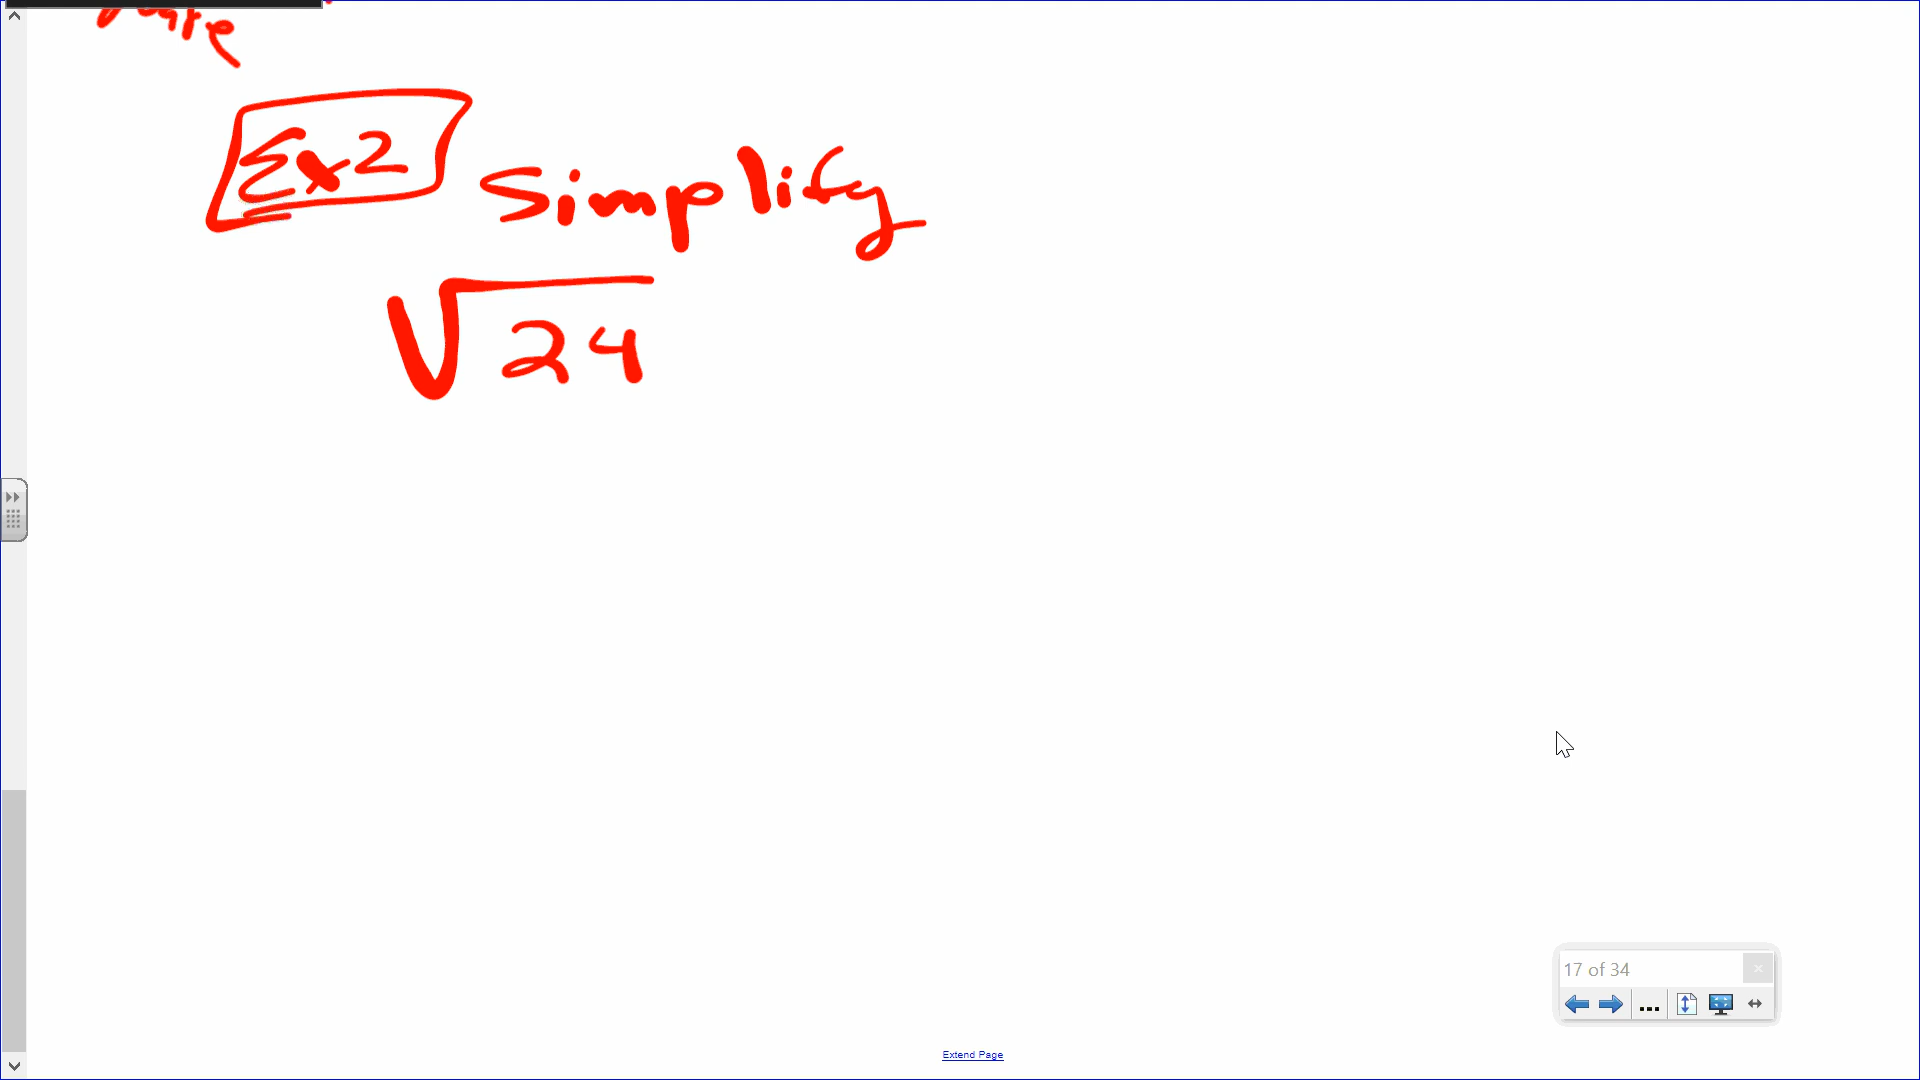 Ex2 Simplify
√24
17 of 34
...
Extend Page